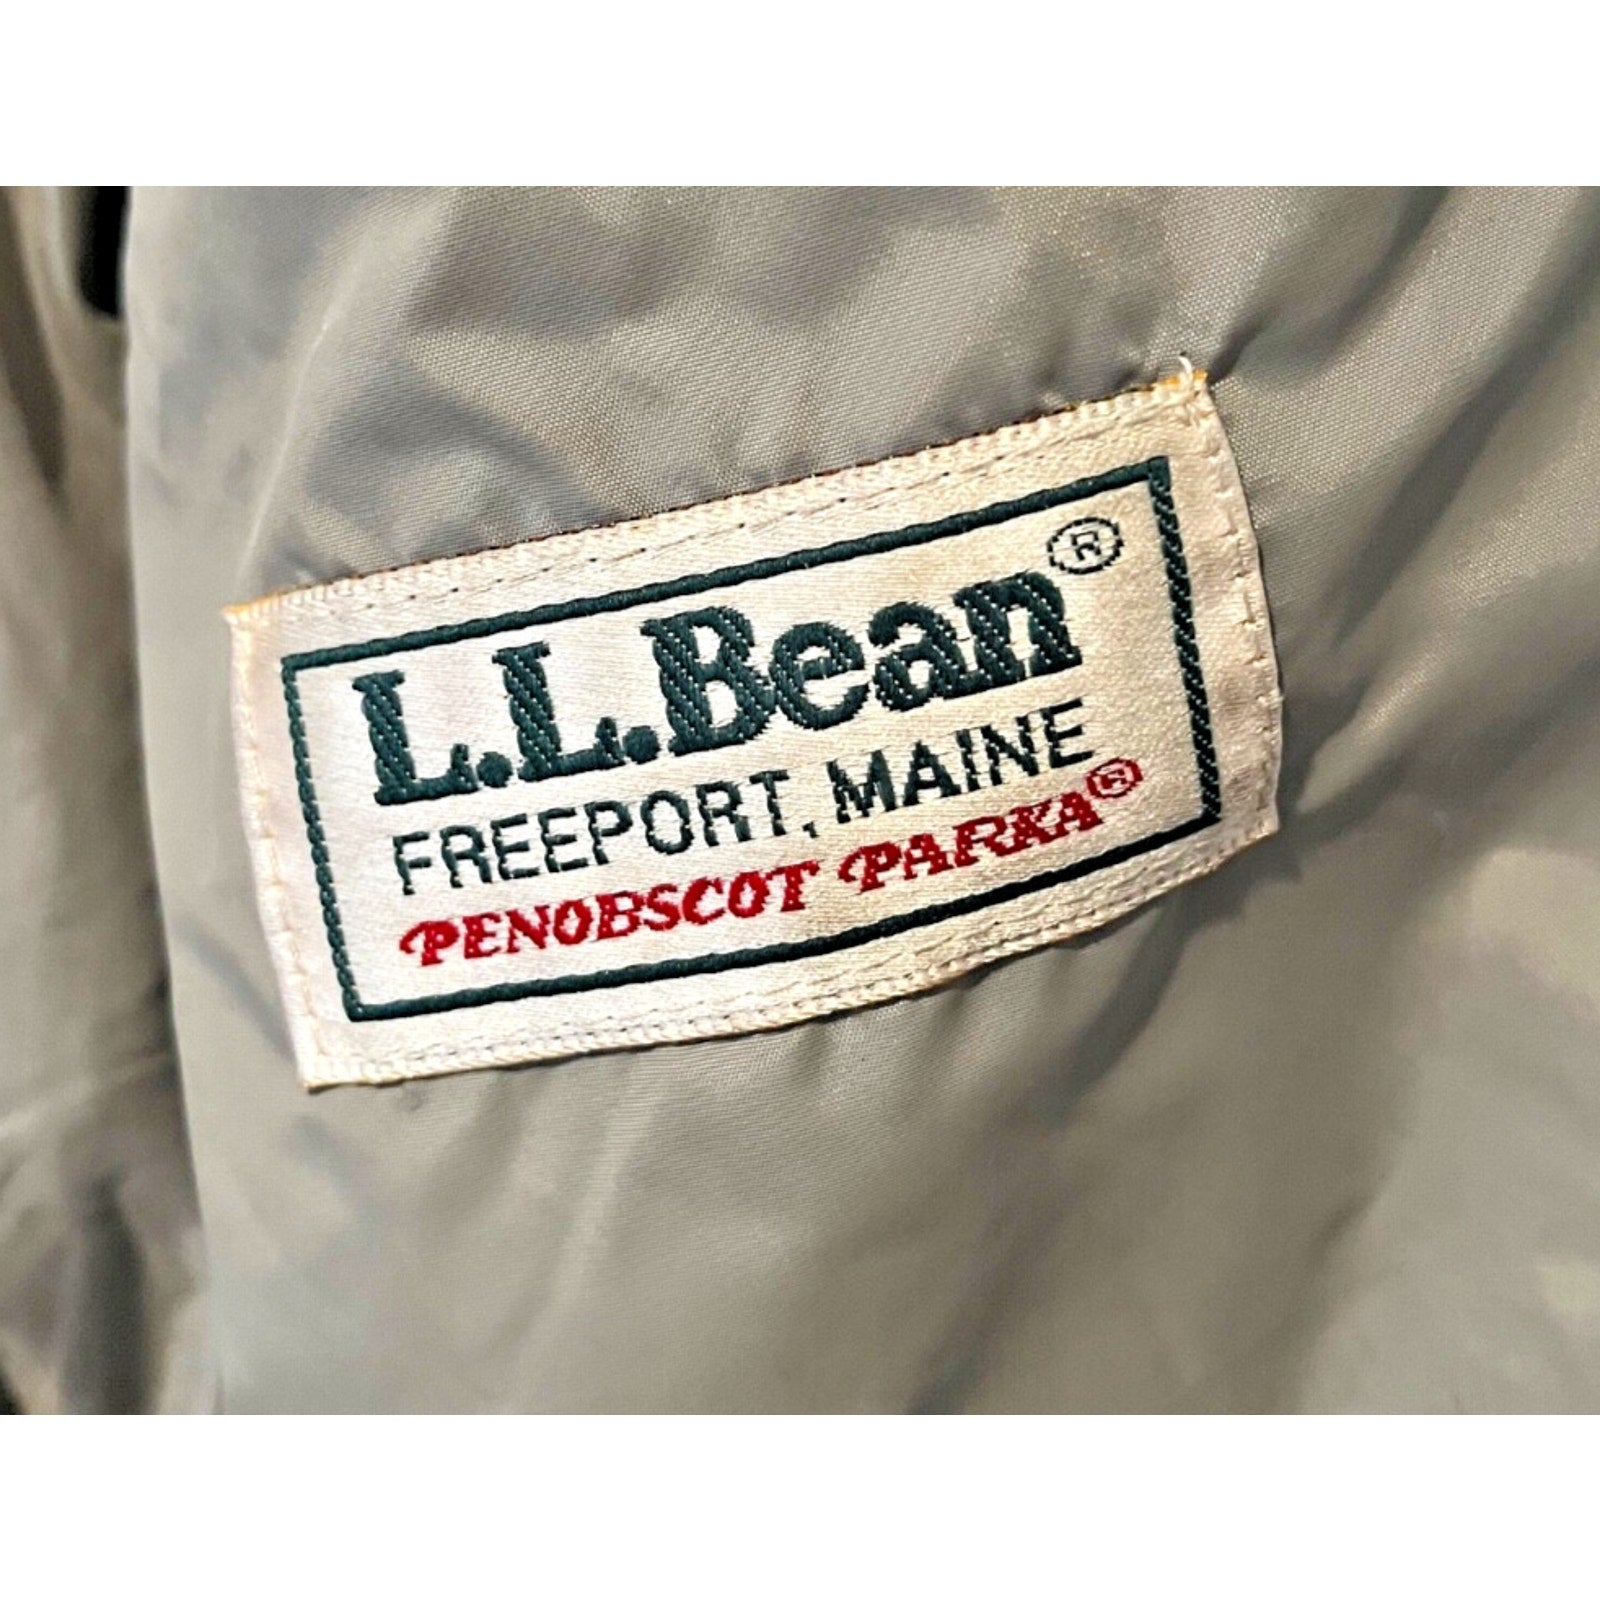 L.L.Bean®
FREEPORT, MAINE
PENOBSCOT PARKA®